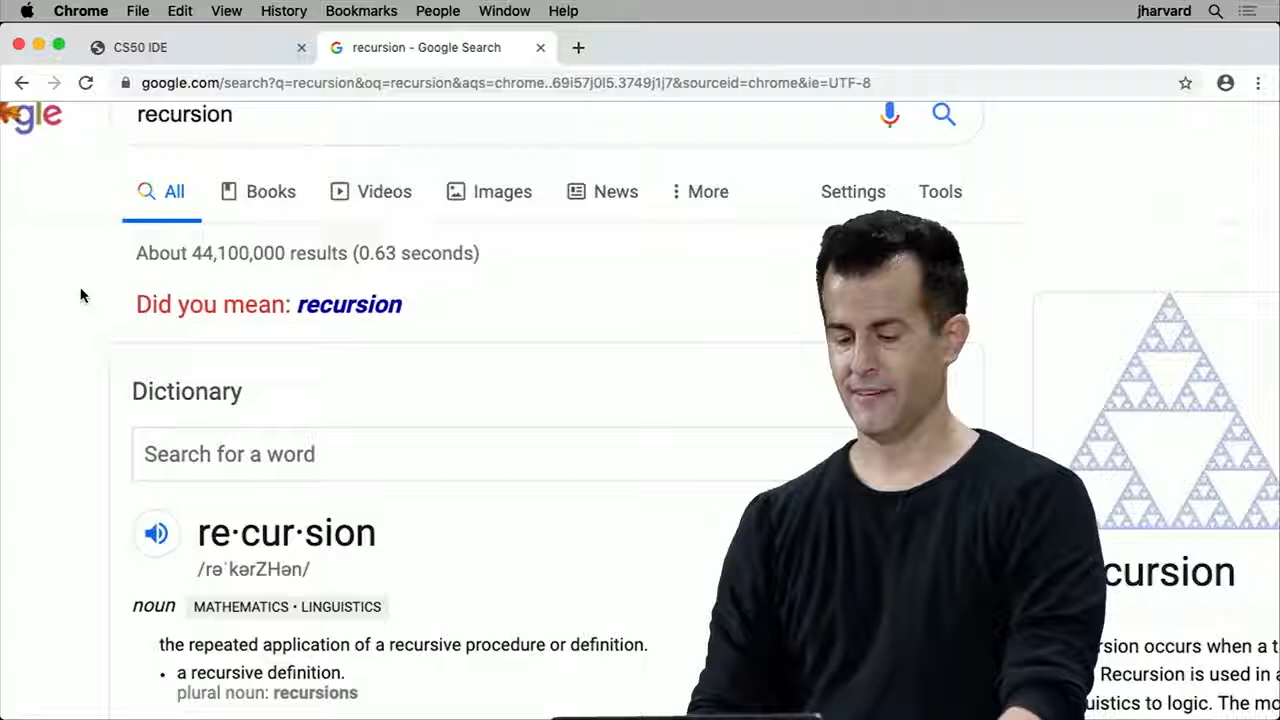 Chrome File Edit View History Bookmarks People Window Help jharvard
CS50 IDE recursion - Google Search
google.com/search?q=recursion&oq=recursion&aqs=chrome..69i57j0l5.3749j1j7&sourceid=chrome&ie=UTF-8
gle recursion
All Books Videos Images News More Settings Tools
About 44,100,000 results (0.63 seconds)
Did you mean: recursion
Dictionary
Search for a word
re·cur·sion
/rəˈkərZHən/
cursion
noun MATHEMATICS • LINGUISTICS
the repeated application of a recursive procedure or definition.
rsion occurs when a t
• a recursive definition.
Recursion is used in a
plural noun: recursions
uistics to logic. The mo